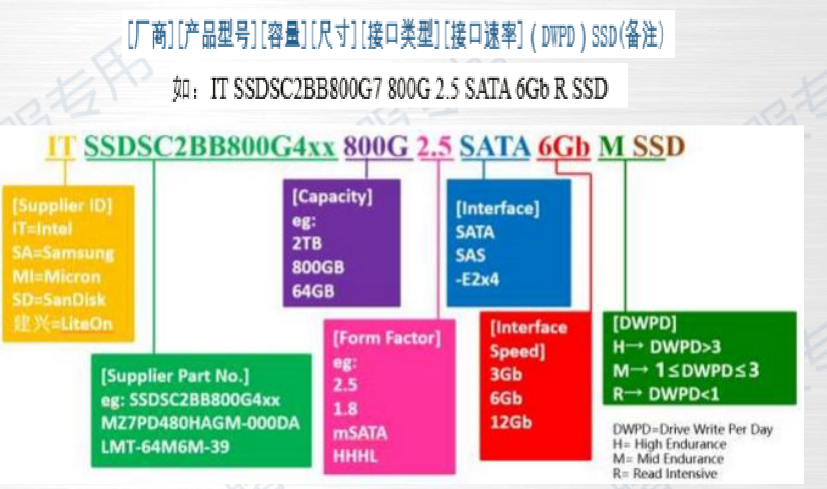 [厂商][产品型号][容量][尺寸][接口类型][接口速率]（DWPD）SSD(备注)
如：IT SSDSC2BB800G7 800G 2.5 SATA 6Gb R SSD
IT SSDSC2BB800G4xx 800G 2.5 SATA 6Gb M SSD
[Supplier ID]
IT=Intel
SA=Samsung
MI=Micron
SD=SanDisk
建兴=LiteOn
[Supplier Part No.]
eg: SSDSC2BB800G4xx
MZ7PD480HAGM-000DA
LMT-64M6M-39
[Capacity]
eg:
2TB
800GB
64GB
[Form Factor]
eg:
2.5
1.8
mSATA
HHHL
[Interface]
SATA
SAS
-E2x4
[Interface
Speed]
3Gb
6Gb
12Gb
[DWPD]
H→ DWPD>3
M→ 1≤DWPD≤3
R→ DWPD<1
DWPD=Drive Write Per Day
H= High Endurance
M= Mid Endurance
R= Read Intensive